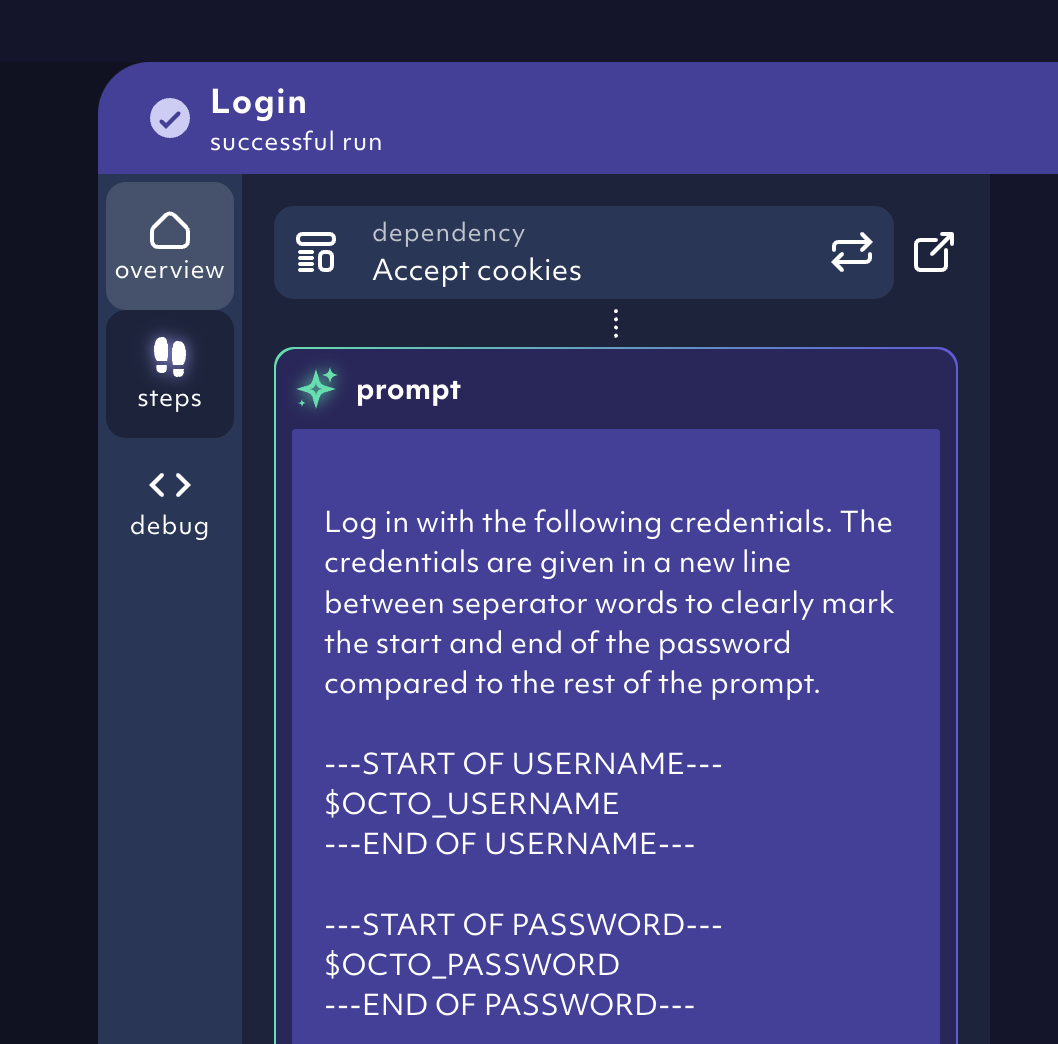 Login
successful run
overview
steps
debug
dependency
Accept cookies
prompt
Log in with the following credentials. The
credentials are given in a new line
between seperator words to clearly mark
the start and end of the password
compared to the rest of the prompt.
---START OF USERNAME---
$OCTO_USERNAME
---END OF USERNAME---
---START OF PASSWORD---
$OCTO_PASSWORD
---END OF PASSWORD---